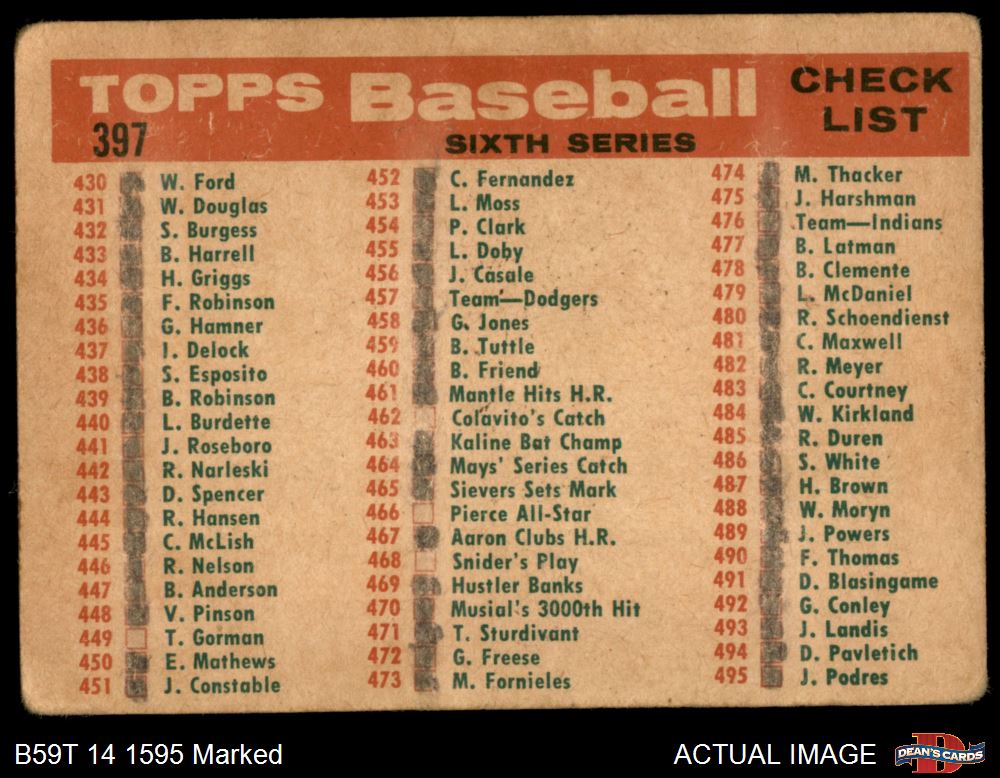 TOPPS Baseball CHECK LIST
397 SIXTH SERIES
430 W. Ford
431 W. Douglas
432 S. Burgess
433 B. Harrell
434 H. Griggs
435 F. Robinson
436 G. Hamner
437 I. Delock
438 S. Esposito
439 B. Robinson
440 L. Burdette
441 J. Roseboro
442 R. Narleski
443 D. Spencer
444 R. Hansen
445 C. McLish
446 R. Nelson
447 B. Anderson
448 V. Pinson
449 T. Gorman
450 E. Mathews
451 J. Constable
452 C. Fernandez
453 L. Moss
454 P. Clark
455 L. Doby
456 J. Casale
457 Team—Dodgers
458 G. Jones
459 B. Tuttle
460 B. Friend
461 Mantle Hits H.R.
462 Colavito's Catch
463 Kaline Bat Champ
464 Mays' Series Catch
465 Sievers Sets Mark
466 Pierce All-Star
467 Aaron Clubs H.R.
468 Snider's Play
469 Hustler Banks
470 Musial's 3000th Hit
471 T. Sturdivant
472 G. Freese
473 M. Fornieles
474 M. Thacker
475 J. Harshman
476 Team—Indians
477 B. Latman
478 B. Clemente
479 L. McDaniel
480 R. Schoendienst
481 C. Maxwell
482 R. Meyer
483 C. Courtney
484 W. Kirkland
485 R. Duren
486 S. White
487 H. Brown
488 W. Moryn
489 J. Powers
490 F. Thomas
491 D. Blasingame
492 G. Conley
493 J. Landis
494 D. Pavletich
495 J. Podres
B59T 14 1595 Marked
ACTUAL IMAGE
DEAN'S CARDS